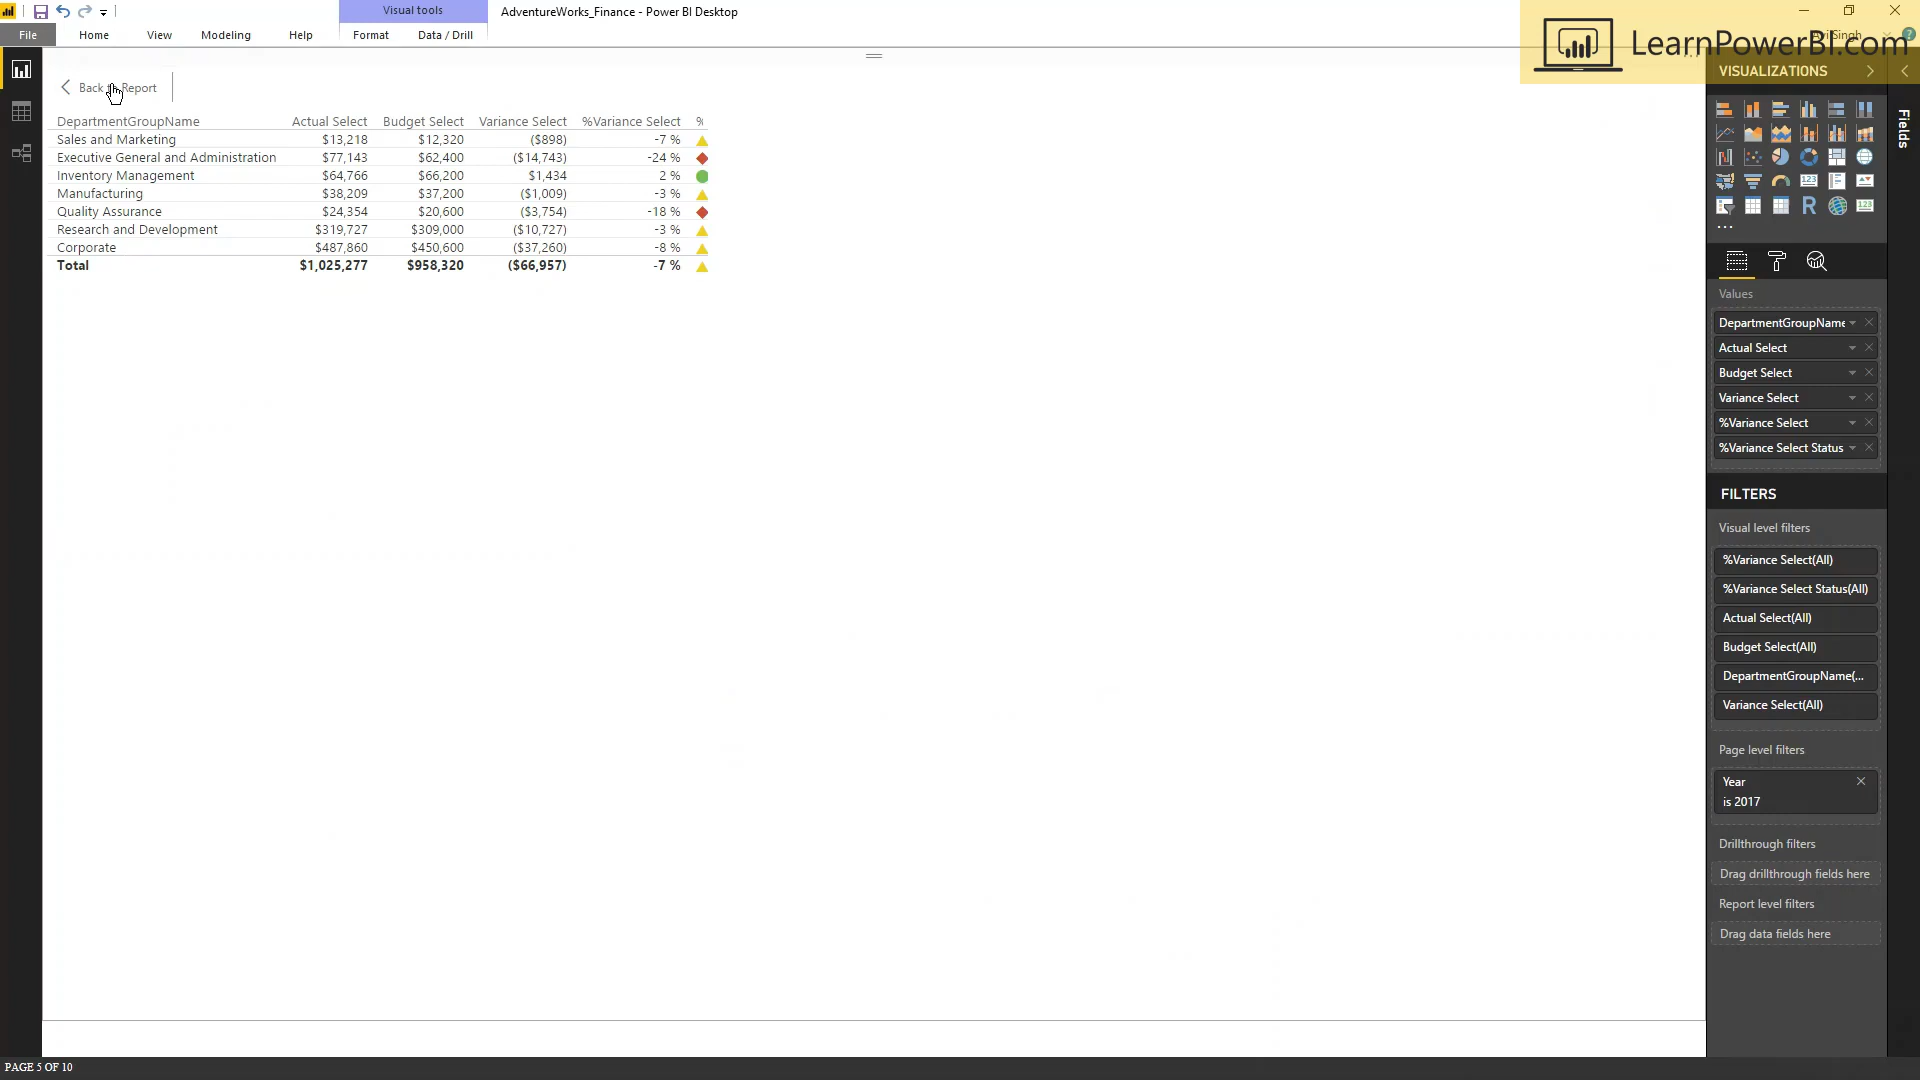 Visual tools
AdventureWorks_Finance - Power BI Desktop
File Home View Modeling Help Format Data / Drill
LearnPowerBI.com
VISUALIZATIONS
Fields
Back Report
DepartmentGroupName Actual Select Budget Select Variance Select %Variance Select %
Sales and Marketing $13,218 $12,320 ($898) -7 %
Executive General and Administration $77,143 $62,400 ($14,743) -24 %
Inventory Management $64,766 $66,200 $1,434 2 %
Manufacturing $38,209 $37,200 ($1,009) -3 %
Quality Assurance $24,354 $20,600 ($3,754) -18 %
Research and Development $319,727 $309,000 ($10,727) -3 %
Corporate $487,860 $450,600 ($37,260) -8 %
Total $1,025,277 $958,320 ($66,957) -7 %
123
R
123
Values
DepartmentGroupName
Actual Select
Budget Select
Variance Select
%Variance Select
%Variance Select Status
FILTERS
Visual level filters
%Variance Select(All)
%Variance Select Status(All)
Actual Select(All)
Budget Select(All)
DepartmentGroupName(...
Variance Select(All)
Page level filters
Year
is 2017
Drillthrough filters
Drag drillthrough fields here
Report level filters
Drag data fields here
PAGE 5 OF 10